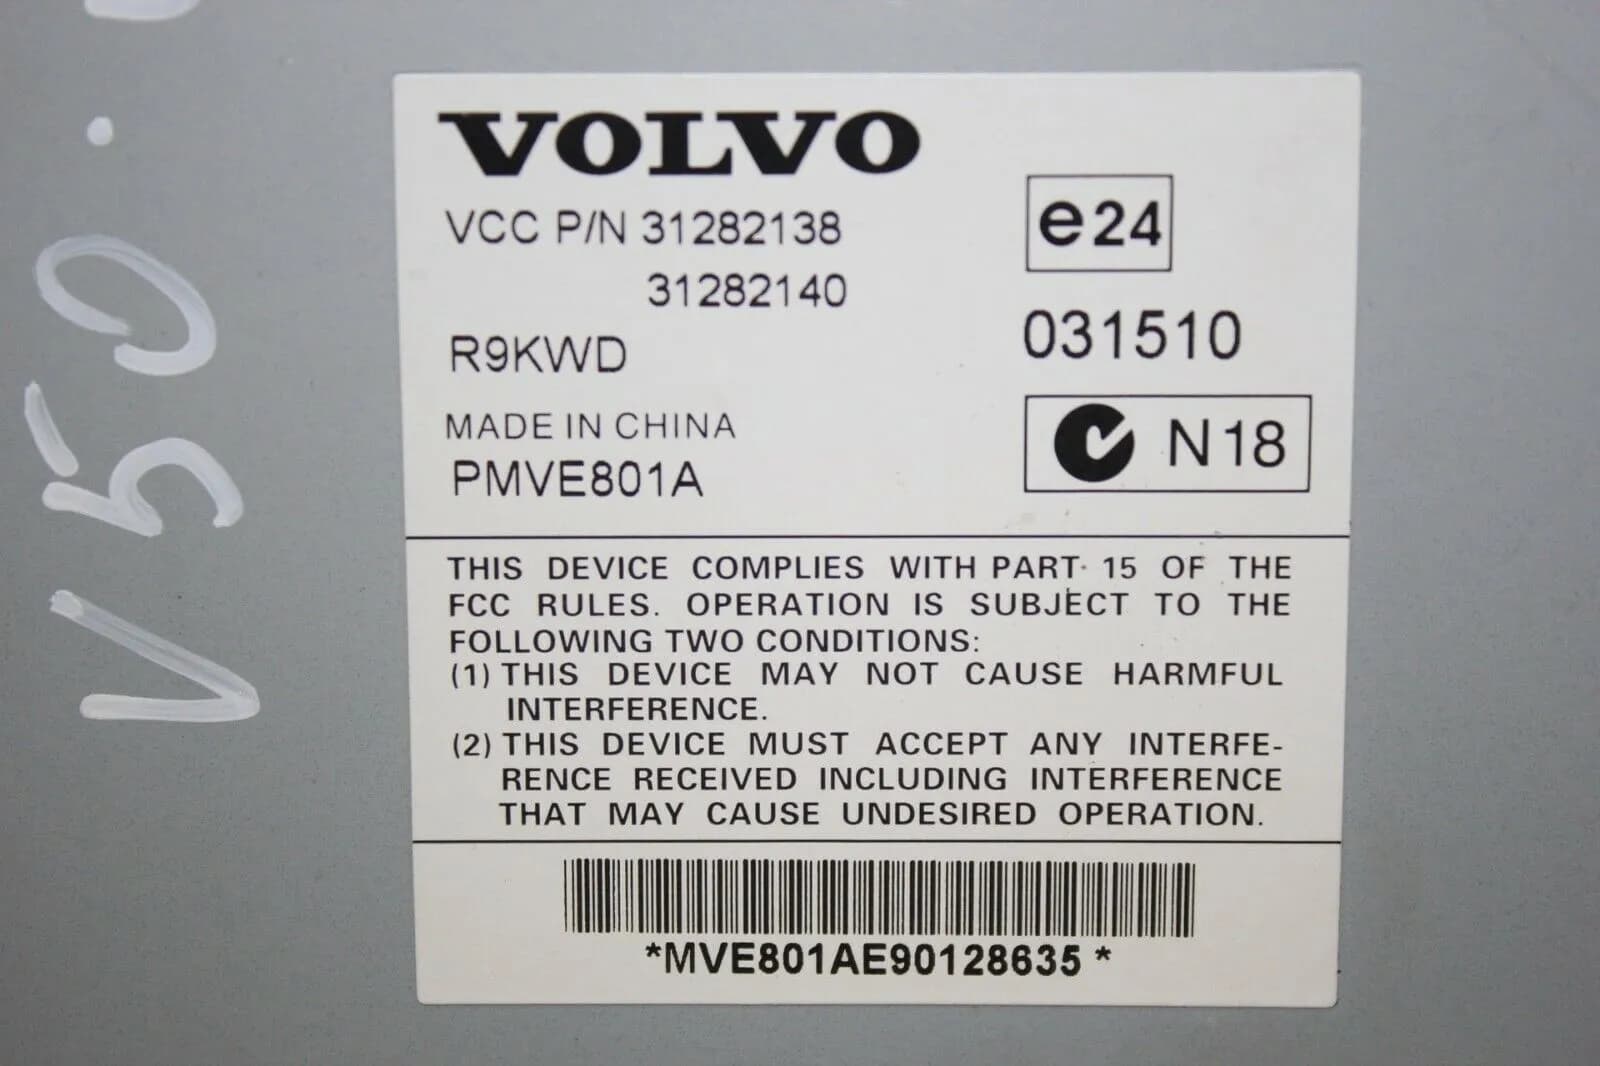 VOLVO
VCC P/N 31282138
31282140
R9KWD
MADE IN CHINA
PMVE801A
e24
031510
N18
THIS DEVICE COMPLIES WITH PART 15 OF THE
FCC RULES. OPERATION IS SUBJECT TO THE
FOLLOWING TWO CONDITIONS:
(1) THIS DEVICE MAY NOT CAUSE HARMFUL
INTERFERENCE.
(2) THIS DEVICE MUST ACCEPT ANY INTERFE-
RENCE RECEIVED INCLUDING INTERFERENCE
THAT MAY CAUSE UNDESIRED OPERATION.
*MVE801AE90128635*
V50.